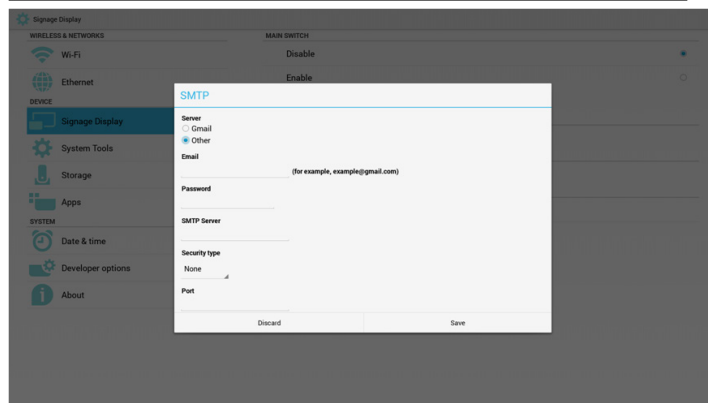 Signage Display
WIRELESS & NETWORKS
MAIN SWITCH
Wi-Fi
Disable
Ethernet
Enable
DEVICE
Signage Display
System Tools
Storage
Apps
SYSTEM
Date & time
Developer options
About
SMTP
Server
Gmail
Other
Email
(for example, example@gmail.com)
Password
SMTP Server
Security type
None
Port
Discard
Save